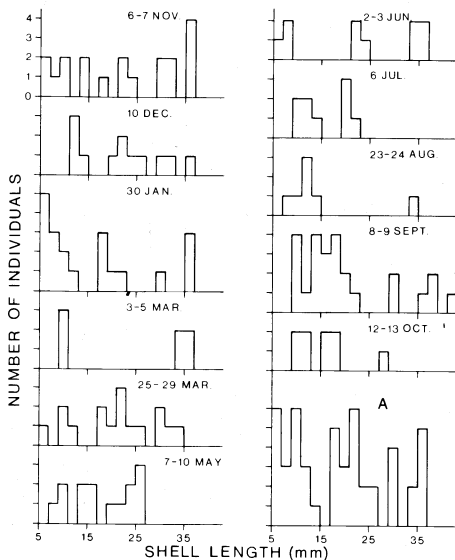 6-7 NOV.
5
4
3
2
1
0
10 DEC.
30 JAN.
3-5 MAR
25-29 MAR.
7-10 MAY
5 15 25 35
2-3 JUN.
6 JUL.
23-24 AUG.
8-9 SEPT.
12-13 OCT.
A
5 15 25 35
NUMBER OF INDIVIDUALS
SHELL LENGTH (mm)